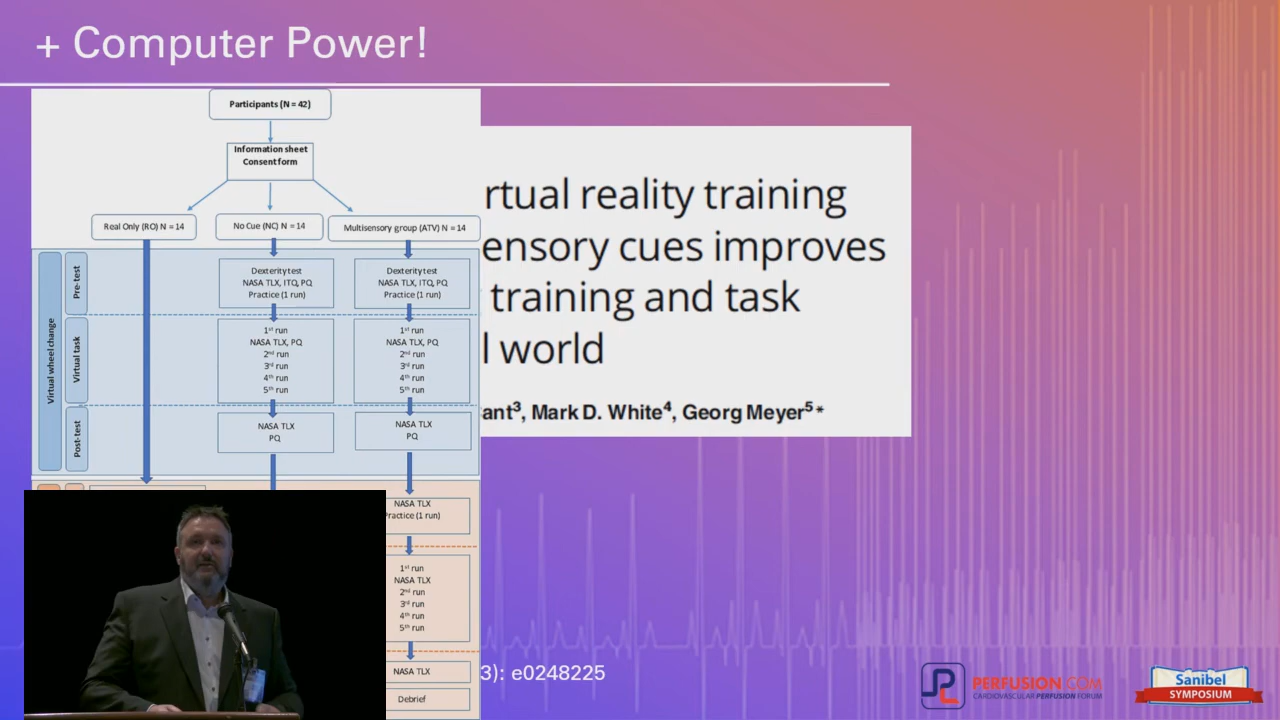 + Computer Power!
Participants (N = 42)
Information sheet
Consent form
Real Only (RO) N = 14
No Cue (NC) N = 14
Multisensory group (ATV) N = 14
Virtual wheel change
Pre-test
Dexterity test
NASA TLX, ITQ, PQ
Practice (1 run)
Dexterity test
NASA TLX, ITQ, PQ
Practice (1 run)
Virtual task
1st run
NASA TLX, PQ
2nd run
3rd run
4th run
5th run
1st run
NASA TLX, PQ
2nd run
3rd run
4th run
5th run
Post-test
NASA TLX
PQ
NASA TLX
PQ
NASA TLX
Practice (1 run)
1st run
NASA TLX
2nd run
3rd run
4th run
5th run
NASA TLX
Debrief
rtual reality training
ensory cues improves
training and task
l world
ant3, Mark D. White4, Georg Meyer5*
3): e0248225
PERFUSION.COM
CARDIOVASCULAR PERFUSION FORUM
Sanibel
SYMPOSIUM